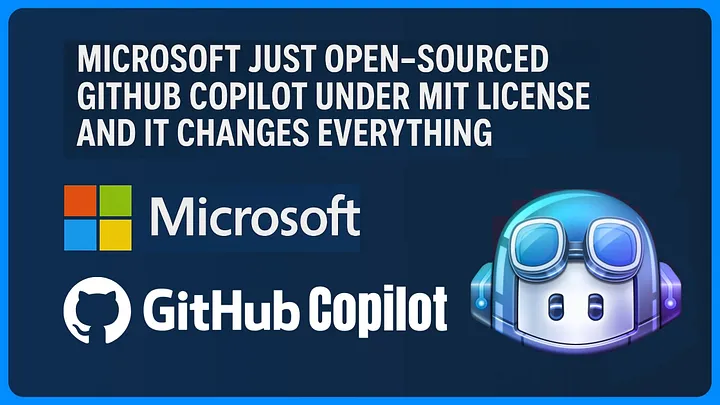 MICROSOFT JUST OPEN-SOURCED
GITHUB COPILOT UNDER MIT LICENSE
AND IT CHANGES EVERYTHING
Microsoft
GitHub Copilot